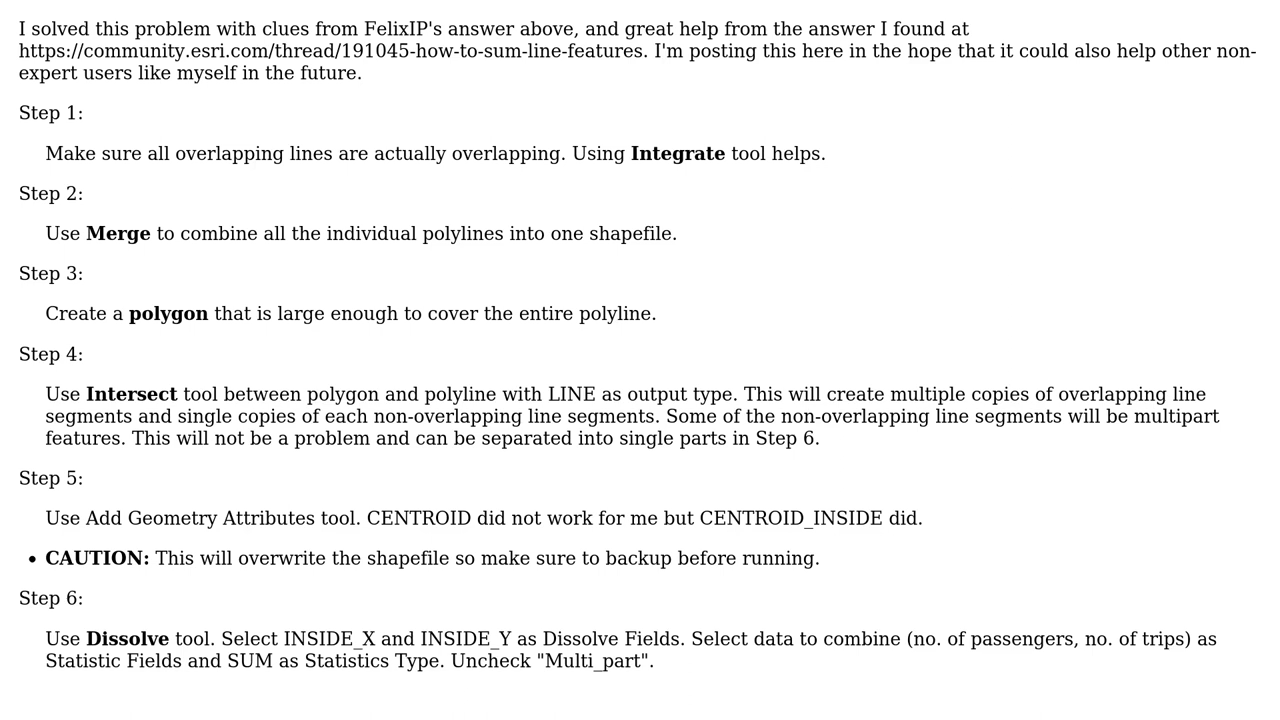 I solved this problem with clues from FelixIP's answer above, and great help from the answer I found at
https://community.esri.com/thread/191045-how-to-sum-line-features. I'm posting this here in the hope that it could also help other non-
expert users like myself in the future.
Step 1:
Make sure all overlapping lines are actually overlapping. Using Integrate tool helps.
Step 2:
Use Merge to combine all the individual polylines into one shapefile.
Step 3:
Create a polygon that is large enough to cover the entire polyline.
Step 4:
Use Intersect tool between polygon and polyline with LINE as output type. This will create multiple copies of overlapping line
segments and single copies of each non-overlapping line segments. Some of the non-overlapping line segments will be multipart
features. This will not be a problem and can be separated into single parts in Step 6.
Step 5:
Use Add Geometry Attributes tool. CENTROID did not work for me but CENTROID_INSIDE did.
• CAUTION: This will overwrite the shapefile so make sure to backup before running.
Step 6:
Use Dissolve tool. Select INSIDE_X and INSIDE_Y as Dissolve Fields. Select data to combine (no. of passengers, no. of trips) as
Statistic Fields and SUM as Statistics Type. Uncheck "Multi_part".